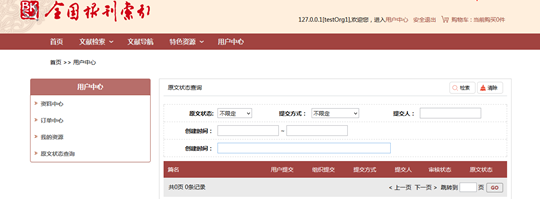 BKSY 全国报刊索引
127.0.0.1[testOrg1],欢迎您，进入用户中心 安全退出 购物车：当前购买0件
首页 文献检索 文献导航 特色资源 用户中心
首页 >> 用户中心
用户中心
资料中心
订单中心
我的资源
原文状态查询
原文状态查询 检索 清除
原文状态: 不限定 提交方式： 不限定 提交人：
创建时间： ~
创建时间：
篇名 用户提交 组织提交 提交方式 提交人 审核状态 原文状态
共0页 0条记录 < 上一页 下一页 > 跳转到 页 GO